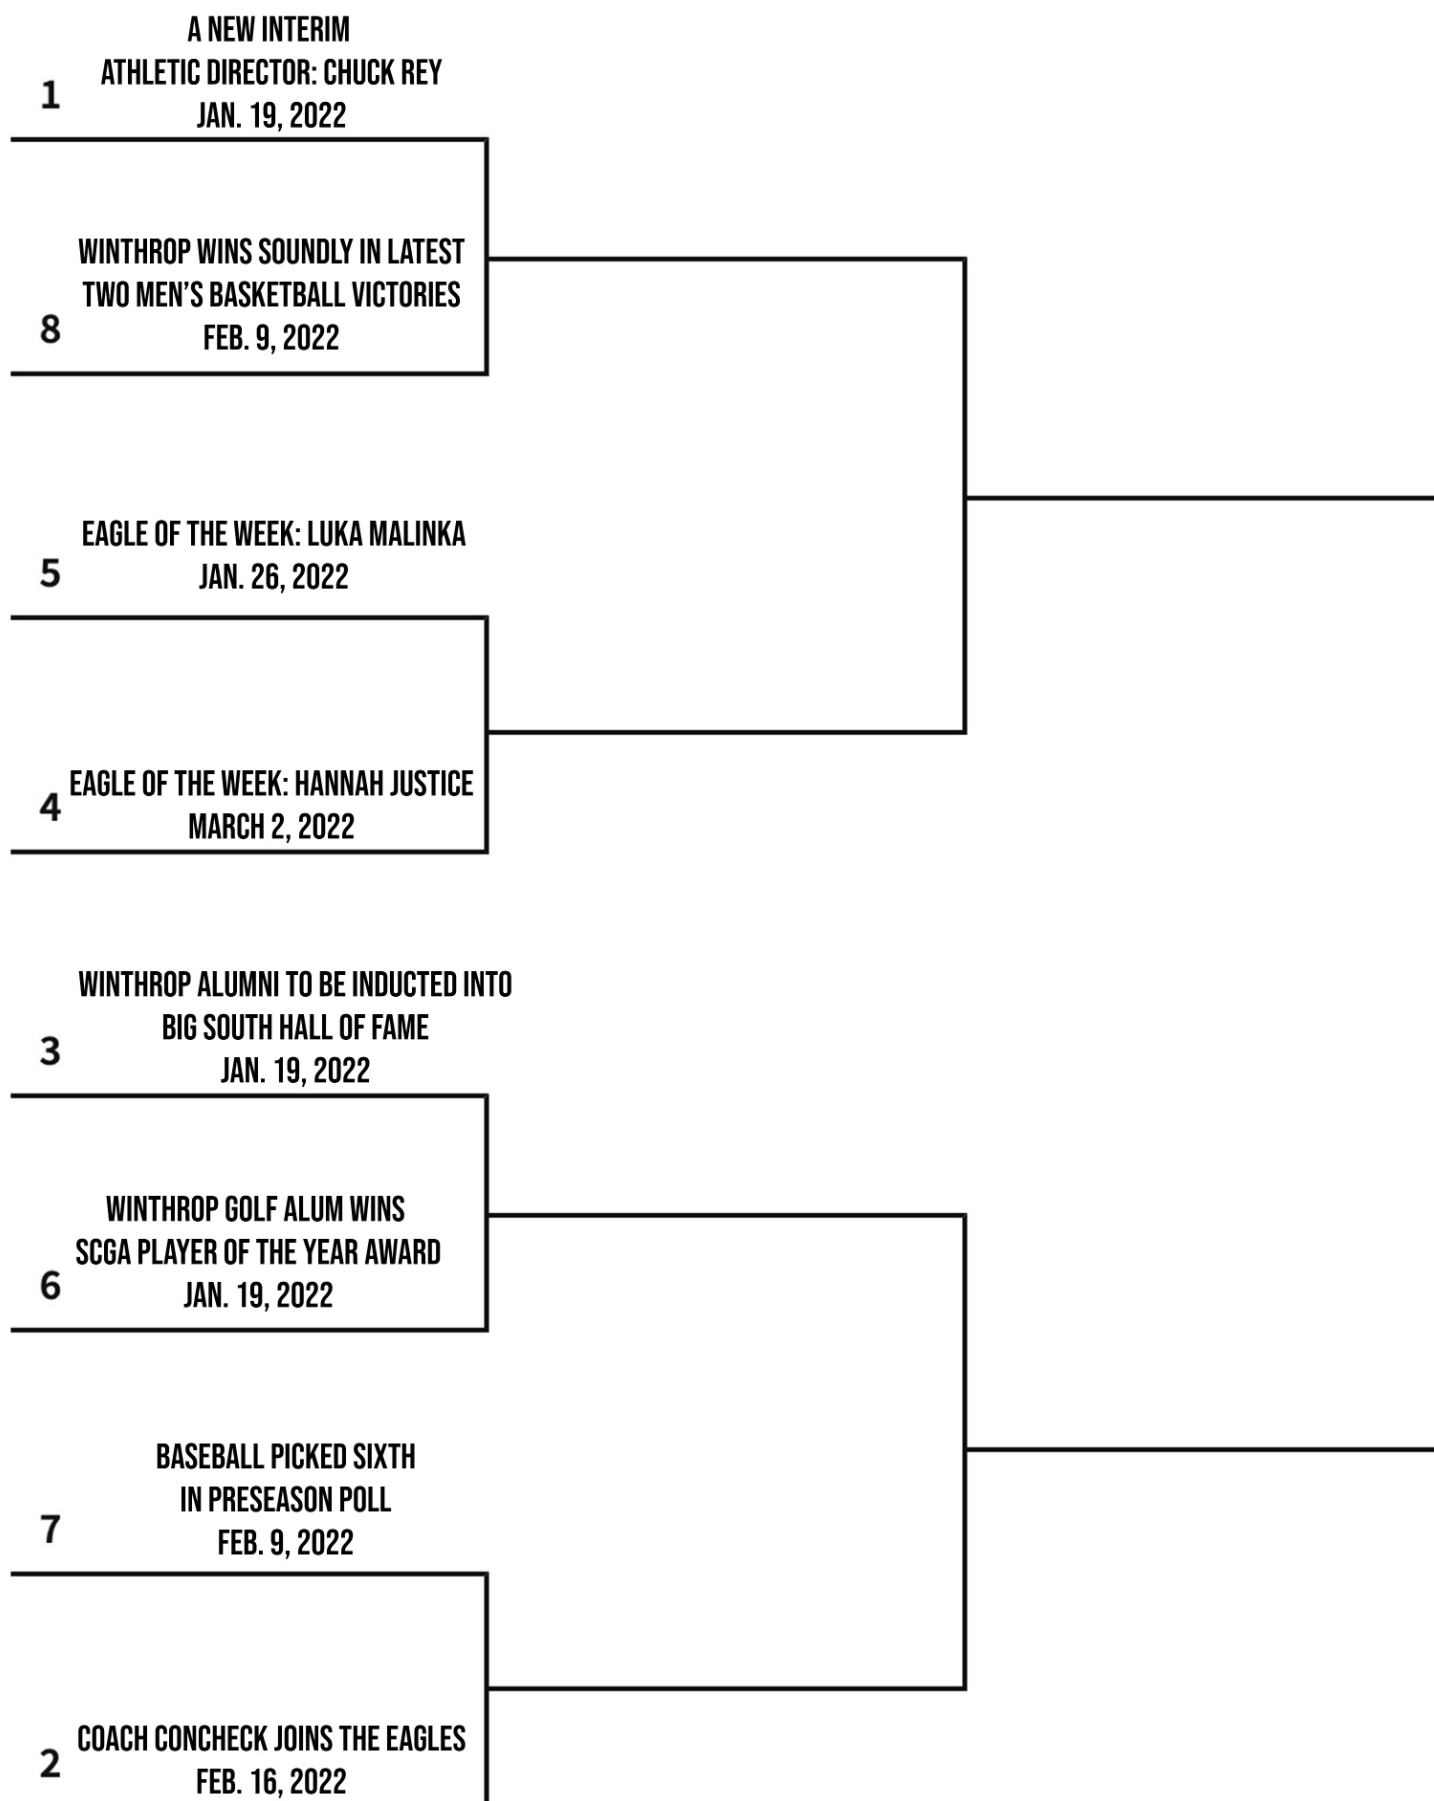 A NEW INTERIM
ATHLETIC DIRECTOR: CHUCK REY
JAN. 19, 2022
1
WINTHROP WINS SOUNDLY IN LATEST
TWO MEN'S BASKETBALL VICTORIES
FEB. 9, 2022
8
EAGLE OF THE WEEK: LUKA MALINKA
JAN. 26, 2022
5
EAGLE OF THE WEEK: HANNAH JUSTICE
MARCH 2, 2022
4
WINTHROP ALUMNI TO BE INDUCTED INTO
BIG SOUTH HALL OF FAME
JAN. 19, 2022
3
WINTHROP GOLF ALUM WINS
SCGA PLAYER OF THE YEAR AWARD
JAN. 19, 2022
6
BASEBALL PICKED SIXTH
IN PRESEASON POLL
FEB. 9, 2022
7
COACH CONCHECK JOINS THE EAGLES
FEB. 16, 2022
2